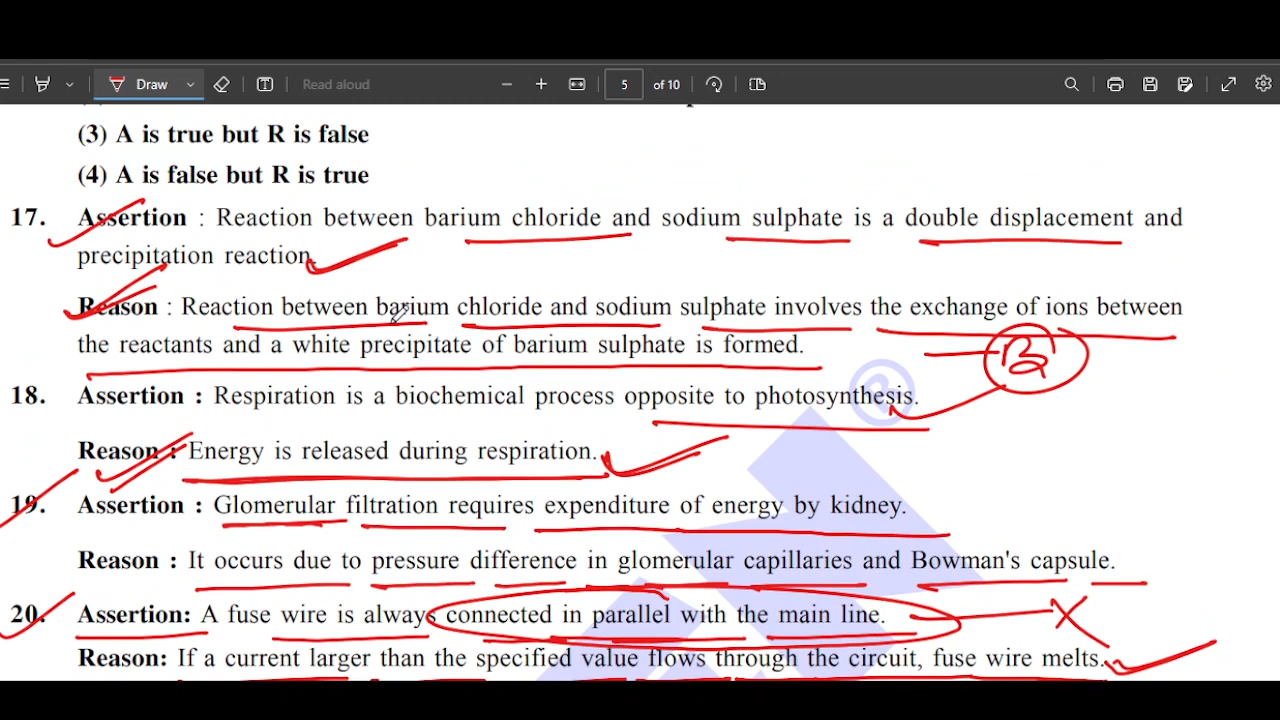 Draw
Read aloud
5 of 10
(3) A is true but R is false
(4) A is false but R is true
17. Assertion : Reaction between barium chloride and sodium sulphate is a double displacement and
precipitation reaction.
Reason : Reaction between barium chloride and sodium sulphate involves the exchange of ions between
the reactants and a white precipitate of barium sulphate is formed.
18. Assertion : Respiration is a biochemical process opposite to photosynthesis.
Reason : Energy is released during respiration.
19. Assertion : Glomerular filtration requires expenditure of energy by kidney.
Reason : It occurs due to pressure difference in glomerular capillaries and Bowman's capsule.
20. Assertion: A fuse wire is always connected in parallel with the main line.
Reason: If a current larger than the specified value flows through the circuit, fuse wire melts.
®